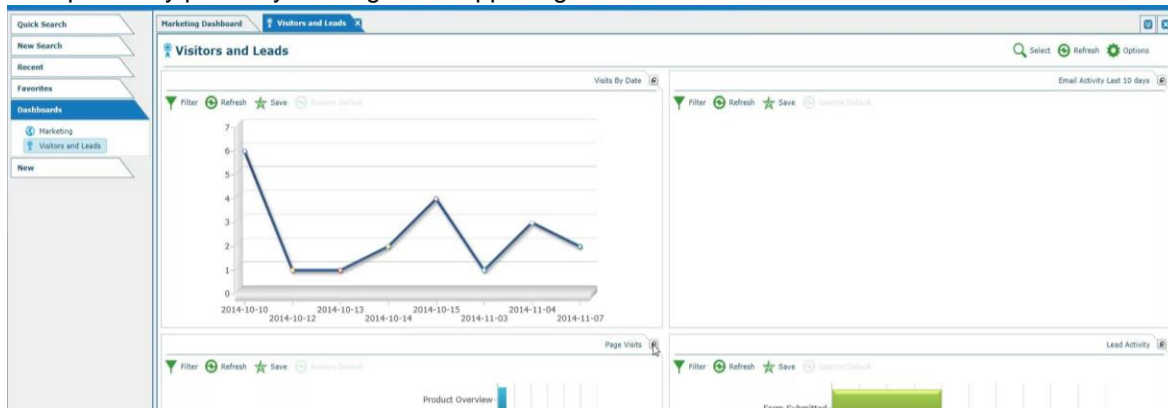 Quick Search
New Search
Recent
Favorites
Dashboards
Marketing
Visitors and Leads
New
Marketing Dashboard
Visitors and Leads
Visitors and Leads
Select Refresh Options
Visits By Date
Filter Refresh Save Restore Default
7
6
5
4
3
2
1
0
2014-10-10 2014-10-13 2014-10-15 2014-11-04
2014-10-12 2014-10-14 2014-11-03 2014-11-07
Email Activity Last 10 days
Filter Refresh Save Restore Default
Page Visits
Filter Refresh Save Restore Default
Product Overview
Lead Activity
Filter Refresh Save Restore Default
Form Submitted